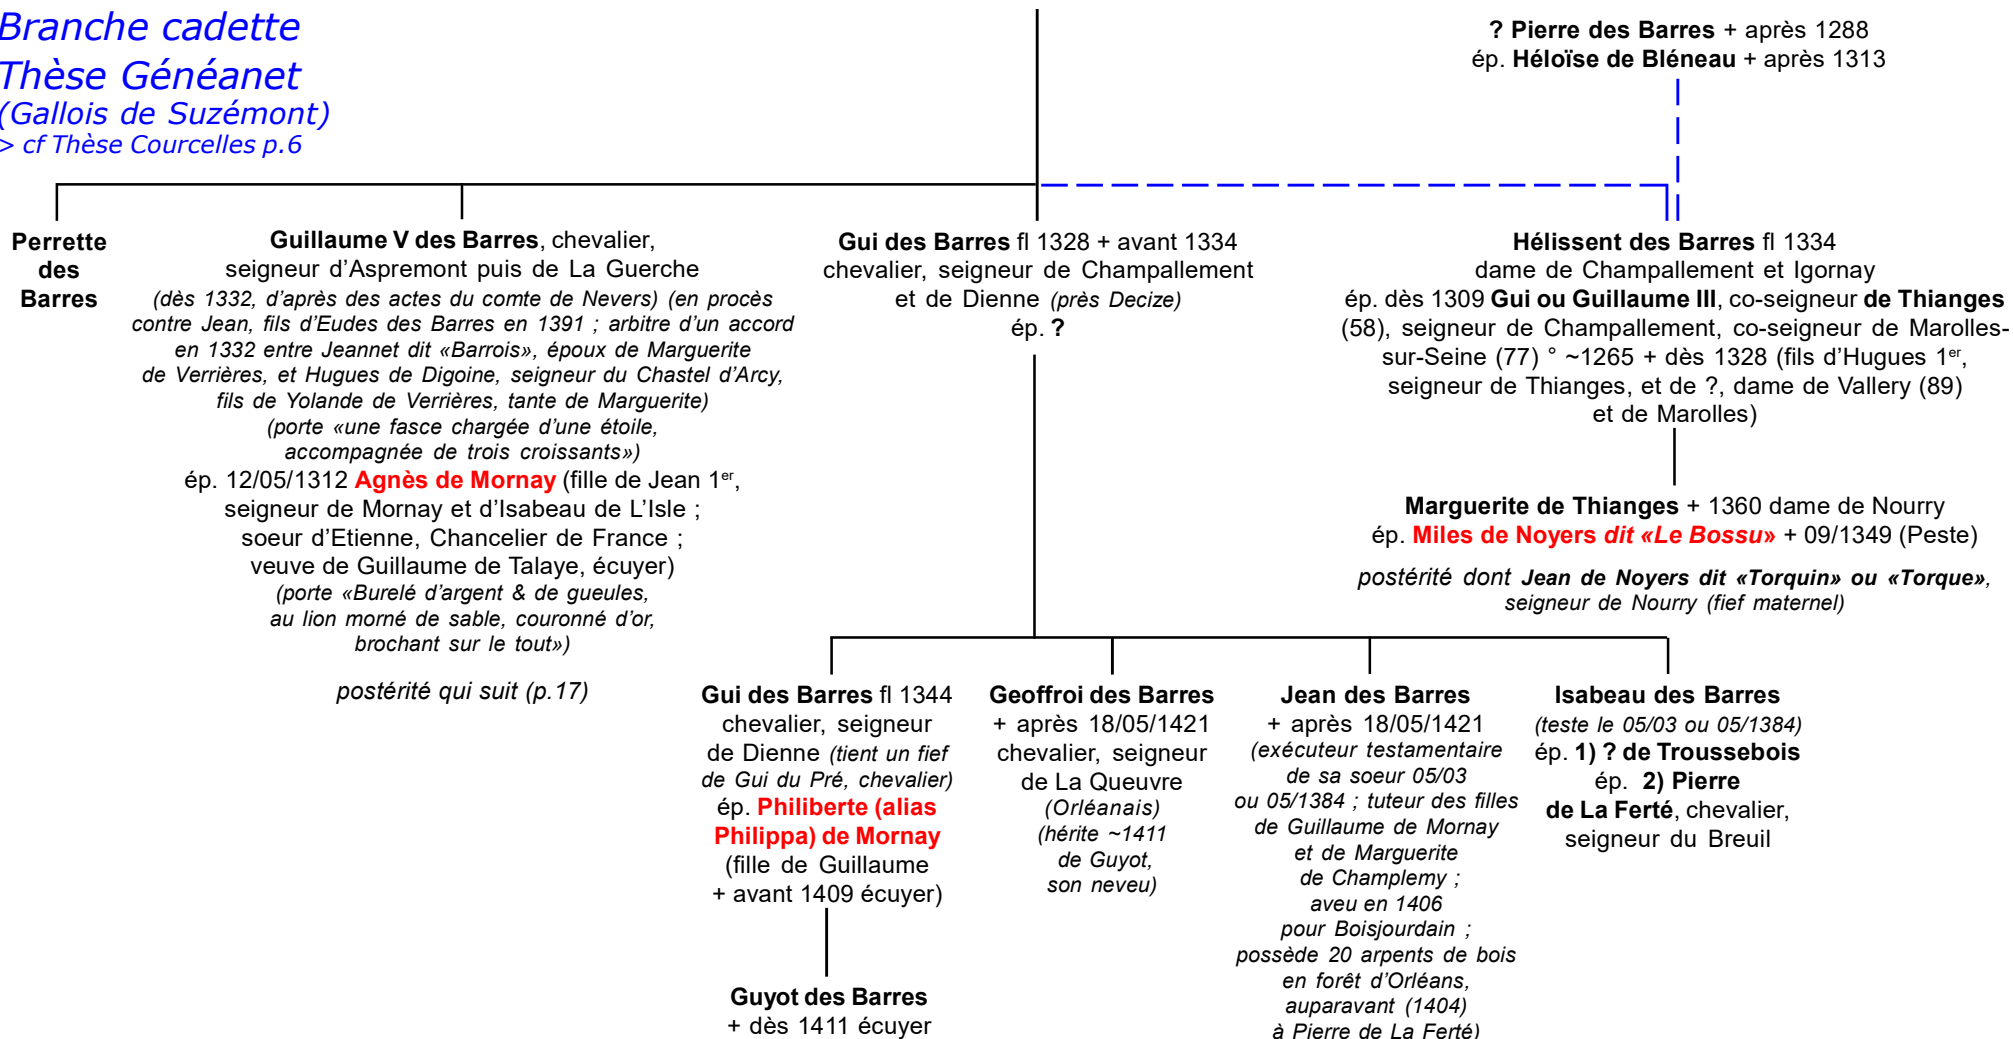 Branche cadette
Thèse Généanet
(Gallois de Suzémont)
> cf Thèse Courcelles p.6
? Pierre des Barres + après 1288
ép. Héloïse de Bléneau + après 1313
Perrette
des
Barres
Guillaume V des Barres, chevalier,
seigneur d’Aspremont puis de La Guerche
(dès 1332, d’après des actes du comte de Nevers) (en procès
contre Jean, fils d’Eudes des Barres en 1391 ; arbitre d’un accord
en 1332 entre Jeannet dit «Barrois», époux de Marguerite
de Verrières, et Hugues de Digoine, seigneur du Chastel d’Arcy,
fils de Yolande de Verrières, tante de Marguerite)
(porte «une fasce chargée d’une étoile,
accompagnée de trois croissants»)
ép. 12/05/1312 Agnès de Mornay (fille de Jean 1er,
seigneur de Mornay et d’Isabeau de L’Isle ;
soeur d’Etienne, Chancelier de France ;
veuve de Guillaume de Talaye, écuyer)
(porte «Burelé d’argent & de gueules,
au lion morné de sable, couronné d’or,
brochant sur le tout»)
postérité qui suit (p.17)
Gui des Barres fl 1328 + avant 1334
chevalier, seigneur de Champallement
et de Dienne (près Decize)
ép. ?
Hélissent des Barres fl 1334
dame de Champallement et Igornay
ép. dès 1309 Gui ou Guillaume III, co-seigneur de Thianges
(58), seigneur de Champallement, co-seigneur de Marolles-
sur-Seine (77) ° ~1265 + dès 1328 (fils d’Hugues 1er,
seigneur de Thianges, et de ?, dame de Vallery (89)
et de Marolles)
Marguerite de Thianges + 1360 dame de Nourry
ép. Miles de Noyers dit «Le Bossu» + 09/1349 (Peste)
postérité dont Jean de Noyers dit «Torquin» ou «Torque»,
seigneur de Nourry (fief maternel)
Gui des Barres fl 1344
chevalier, seigneur
de Dienne (tient un fief
de Gui du Pré, chevalier)
ép. Philiberte (alias
Philippa) de Mornay
(fille de Guillaume
+ avant 1409 écuyer)
Guyot des Barres
+ dès 1411 écuyer
Geoffroi des Barres
+ après 18/05/1421
chevalier, seigneur
de La Queuvre
(Orléanais)
(hérite ~1411
de Guyot,
son neveu)
Jean des Barres
+ après 18/05/1421
(exécuteur testamentaire
de sa soeur 05/03
ou 05/1384 ; tuteur des filles
de Guillaume de Mornay
et de Marguerite
de Champlemy ;
aveu en 1406
pour Boisjourdain ;
possède 20 arpents de bois
en forêt d’Orléans,
auparavant (1404)
à Pierre de La Ferté)
Isabeau des Barres
(teste le 05/03 ou 05/1384)
ép. 1) ? de Troussebois
ép. 2) Pierre
de La Ferté, chevalier,
seigneur du Breuil